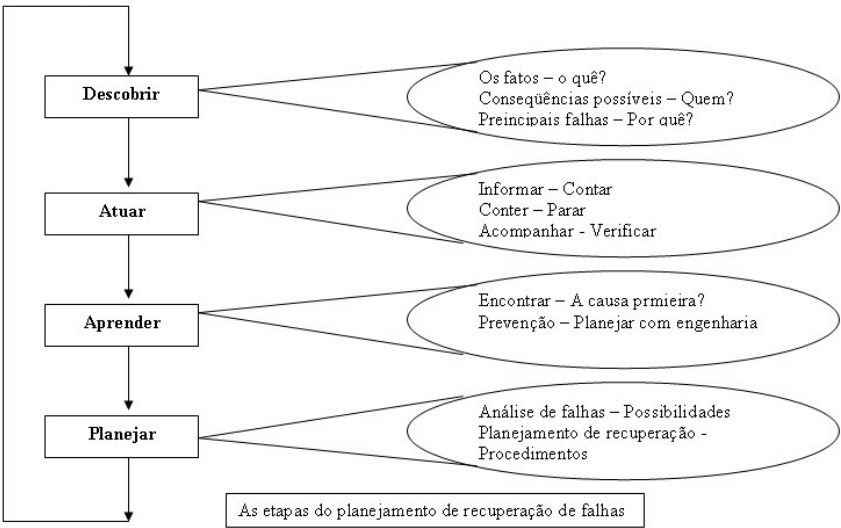 Descobrir
Os fatos – o quê?
Conseqüências possíveis – Quem?
Preincipais falhas – Por quê?
Atuar
Informar – Contar
Conter – Parar
Acompanhar - Verificar
Aprender
Encontrar – A causa prmieira?
Prevenção – Planejar com engenharia
Planejar
Análise de falhas – Possibilidades
Planejamento de recuperação -
Procedimentos
As etapas do planejamento de recuperação de falhas